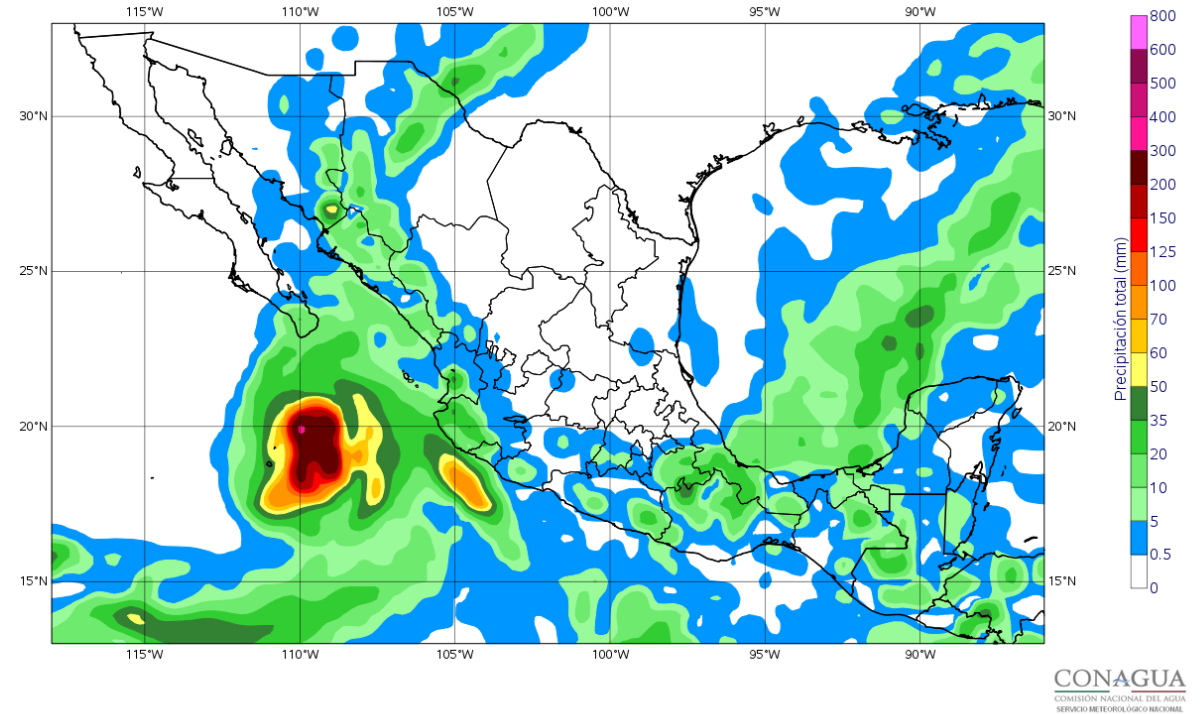 115°W 110°W 105°W 100°W 95°W 90°W
800
600
500
400
300
200
150
125
100
70
60
50
35
20
10
5
0.5
0
Precipitación total (mm)
30°N 30°N
25°N 25°N
20°N 20°N
15°N 15°N
115°W 110°W 105°W 100°W 95°W 90°W
CONAGUA
COMISIÓN NACIONAL DEL AGUA
SERVICIO METEOROLÓGICO NACIONAL